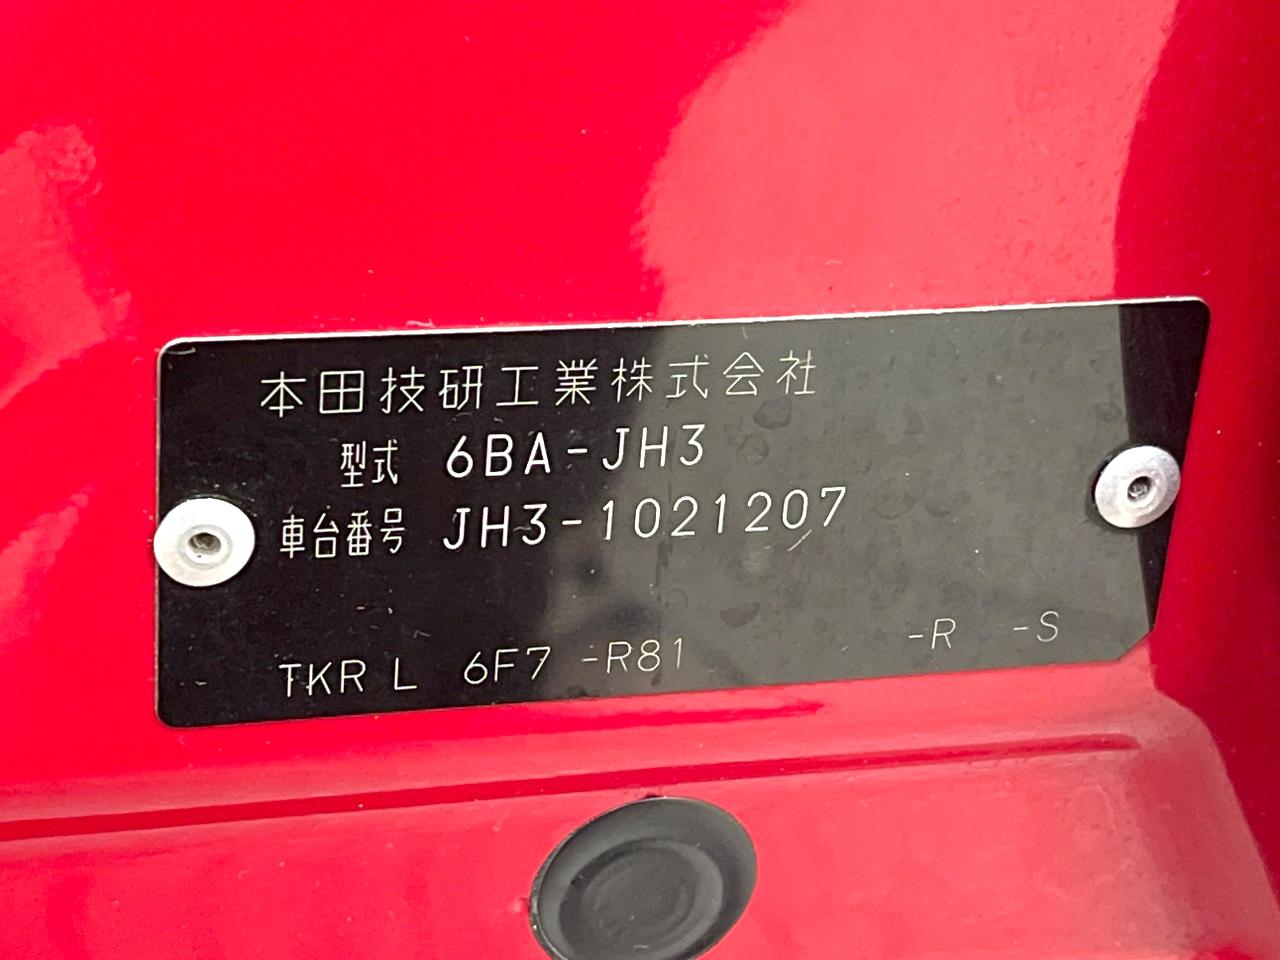 本田技研工業株式会社
型式 6BA-JH3
車台番号 JH3-1021207
TKR L 6F7 -R81 -R -S